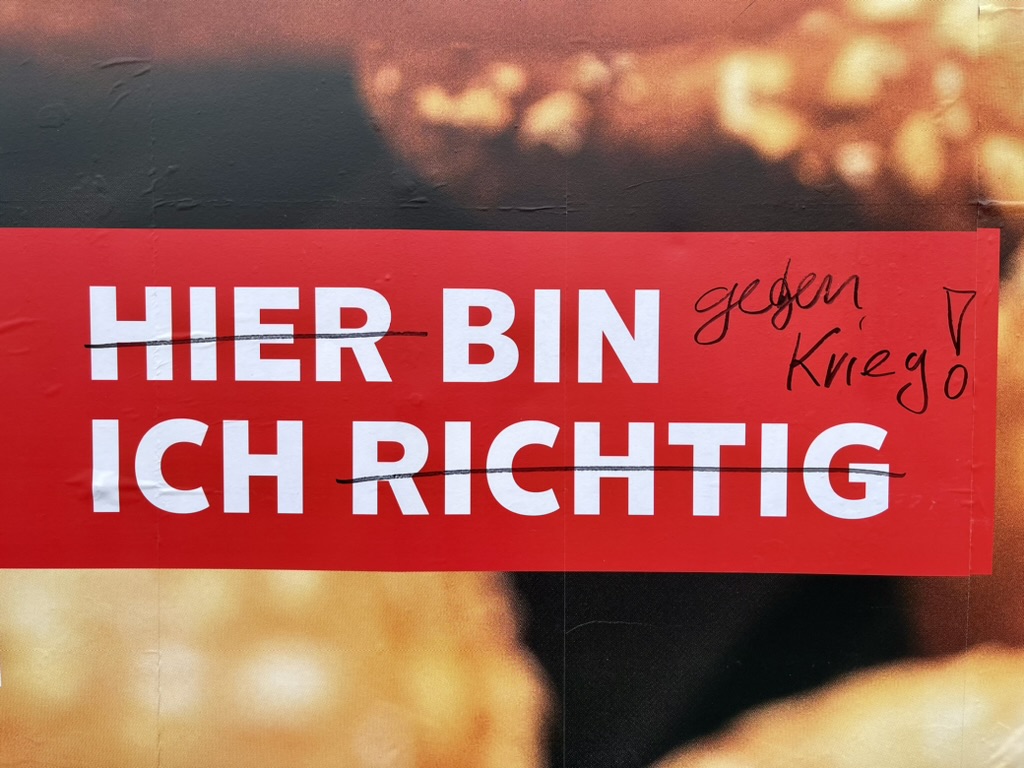 HIER BIN
ICH RICHTIG
gegen
Krieg!